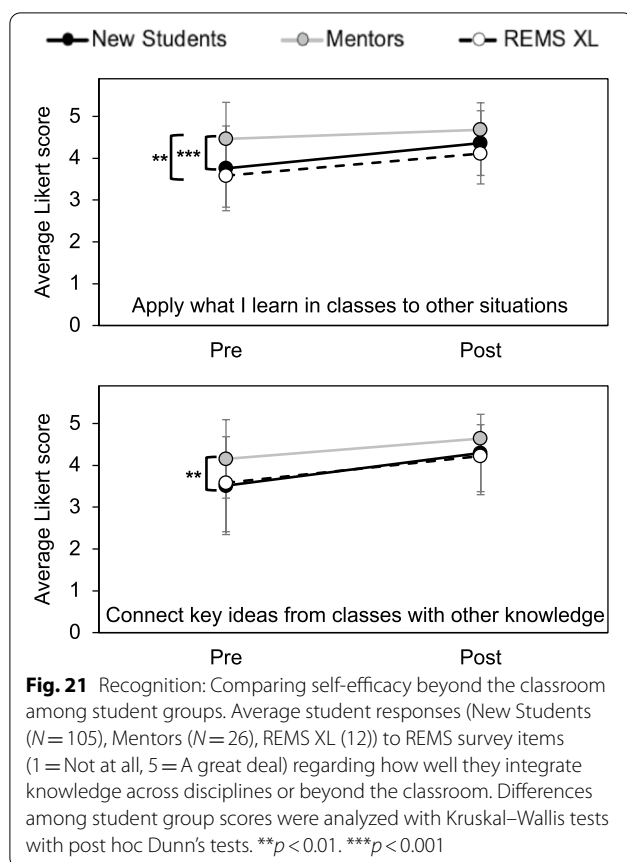 New Students Mentors REMS XL
Average Likert score
5
4
3
2
1
0
** ***
Apply what I learn in classes to other situations
Pre Post
Average Likert score
5
4
3
2
1
0
**
Connect key ideas from classes with other knowledge
Pre Post
Fig. 21 Recognition: Comparing self-efficacy beyond the classroom
among student groups. Average student responses (New Students
(N = 105), Mentors (N = 26), REMS XL (12)) to REMS survey items
(1 = Not at all, 5 = A great deal) regarding how well they integrate
knowledge across disciplines or beyond the classroom. Differences
among student group scores were analyzed with Kruskal–Wallis tests
with post hoc Dunn's tests. **p < 0.01. ***p < 0.001